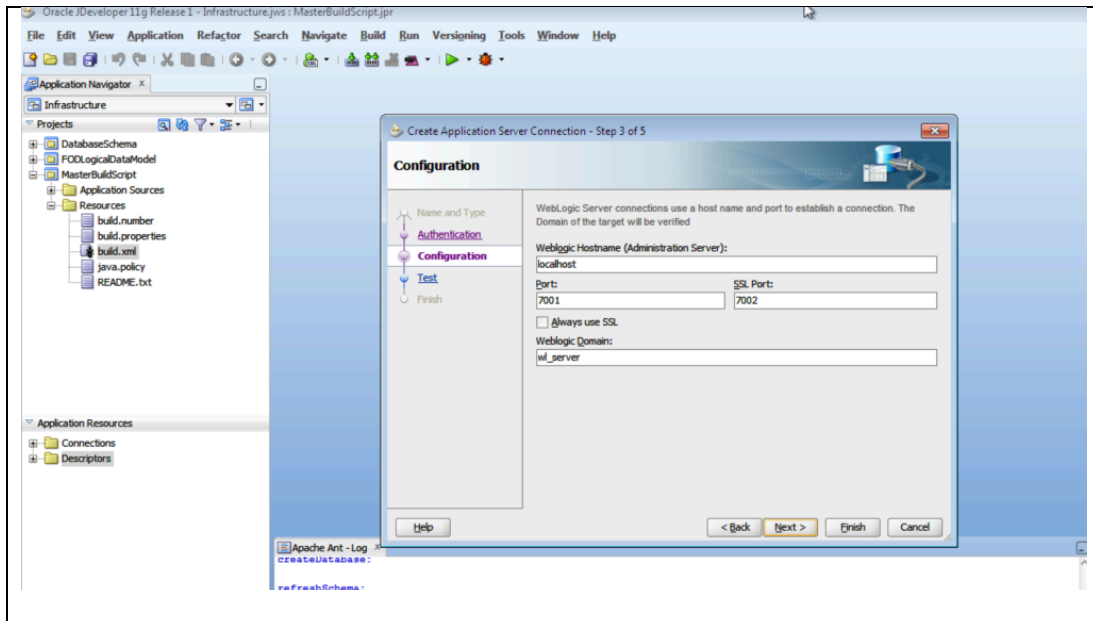 Oracle JDeveloper 11g Release 1 - Infrastructure.jws : MasterBuildScript.jpr
File Edit View Application Refactor Search Navigate Build Run Versioning Tools Window Help
Application Navigator
Infrastructure
Projects
DatabaseSchema
FODLogicalDataModel
MasterBuildScript
Application Sources
Resources
build.number
build.properties
build.xml
java.policy
README.txt
Application Resources
Connections
Descriptors
Create Application Server Connection - Step 3 of 5
Configuration
Name and Type
Authentication
Configuration
Test
Finish
WebLogic Server connections use a host name and port to establish a connection. The
Domain of the target will be verified
Weblogic Hostname (Administration Server):
localhost
Port: SSL Port:
7001 7002
Always use SSL
Weblogic Domain:
wl_server
Help < Back Next > Finish Cancel
Apache Ant - Log
createDatabase:
refreshSchema: